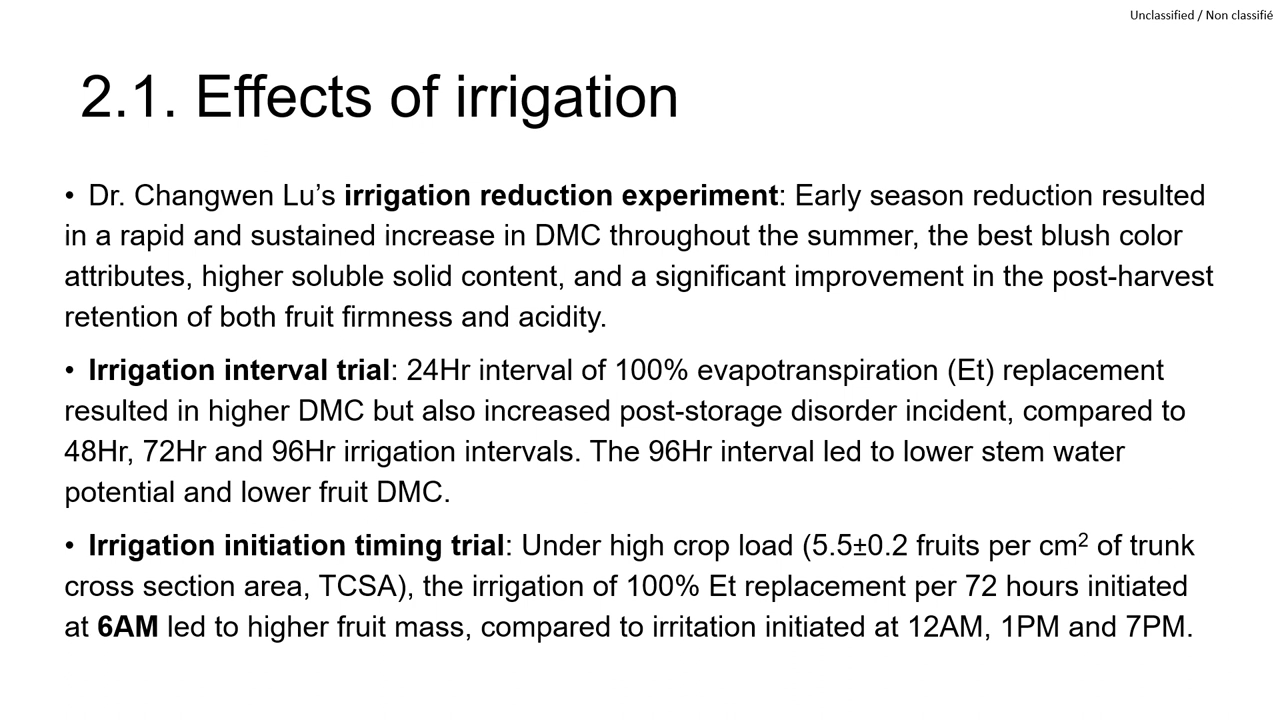 Unclassified / Non classifié
2.1. Effects of irrigation
• Dr. Changwen Lu’s irrigation reduction experiment: Early season reduction resulted
in a rapid and sustained increase in DMC throughout the summer, the best blush color
attributes, higher soluble solid content, and a significant improvement in the post-harvest
retention of both fruit firmness and acidity.
• Irrigation interval trial: 24Hr interval of 100% evapotranspiration (Et) replacement
resulted in higher DMC but also increased post-storage disorder incident, compared to
48Hr, 72Hr and 96Hr irrigation intervals. The 96Hr interval led to lower stem water
potential and lower fruit DMC.
• Irrigation initiation timing trial: Under high crop load (5.5±0.2 fruits per cm² of trunk
cross section area, TCSA), the irrigation of 100% Et replacement per 72 hours initiated
at 6AM led to higher fruit mass, compared to irritation initiated at 12AM, 1PM and 7PM.